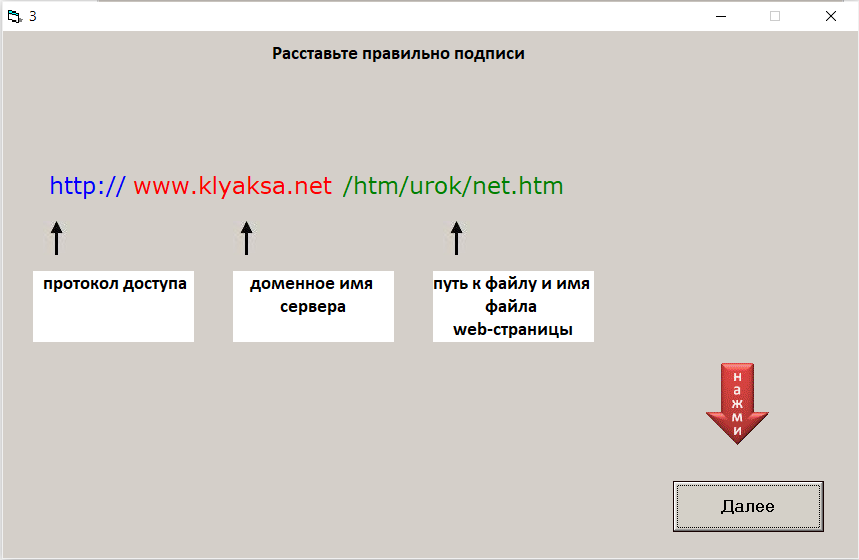 3
Расставьте правильно подписи
http:// www.klyaksa.net /htm/urok/net.htm
протокол доступа
доменное имя
сервера
путь к файлу и имя
файла
web-страницы
нажми
Далее